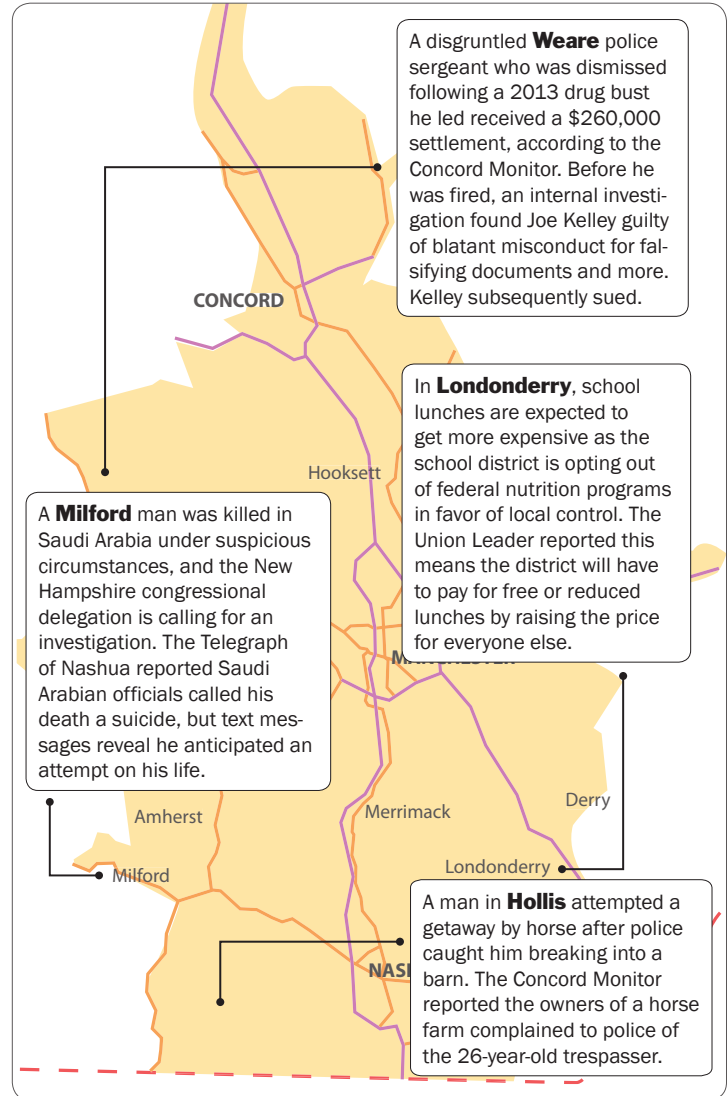 A disgruntled Weare police
sergeant who was dismissed
following a 2013 drug bust
he led received a $260,000
settlement, according to the
Concord Monitor. Before he
was fired, an internal investi-
gation found Joe Kelley guilty
of blatant misconduct for fal-
sifying documents and more.
Kelley subsequently sued.
CONCORD
In Londonderry, school
lunches are expected to
get more expensive as the
school district is opting out
of federal nutrition programs
in favor of local control. The
Union Leader reported this
means the district will have
to pay for free or reduced
lunches by raising the price
for everyone else.
Hooksett
A Milford man was killed in
Saudi Arabia under suspicious
circumstances, and the New
Hampshire congressional
delegation is calling for an
investigation. The Telegraph
of Nashua reported Saudi
Arabian officials called his
death a suicide, but text mes-
sages reveal he anticipated an
attempt on his life.
Derry
Amherst
Merrimack
Londonderry
Milford
A man in Hollis attempted a
getaway by horse after police
caught him breaking into a
barn. The Concord Monitor
reported the owners of a horse
farm complained to police of
the 26-year-old trespasser.